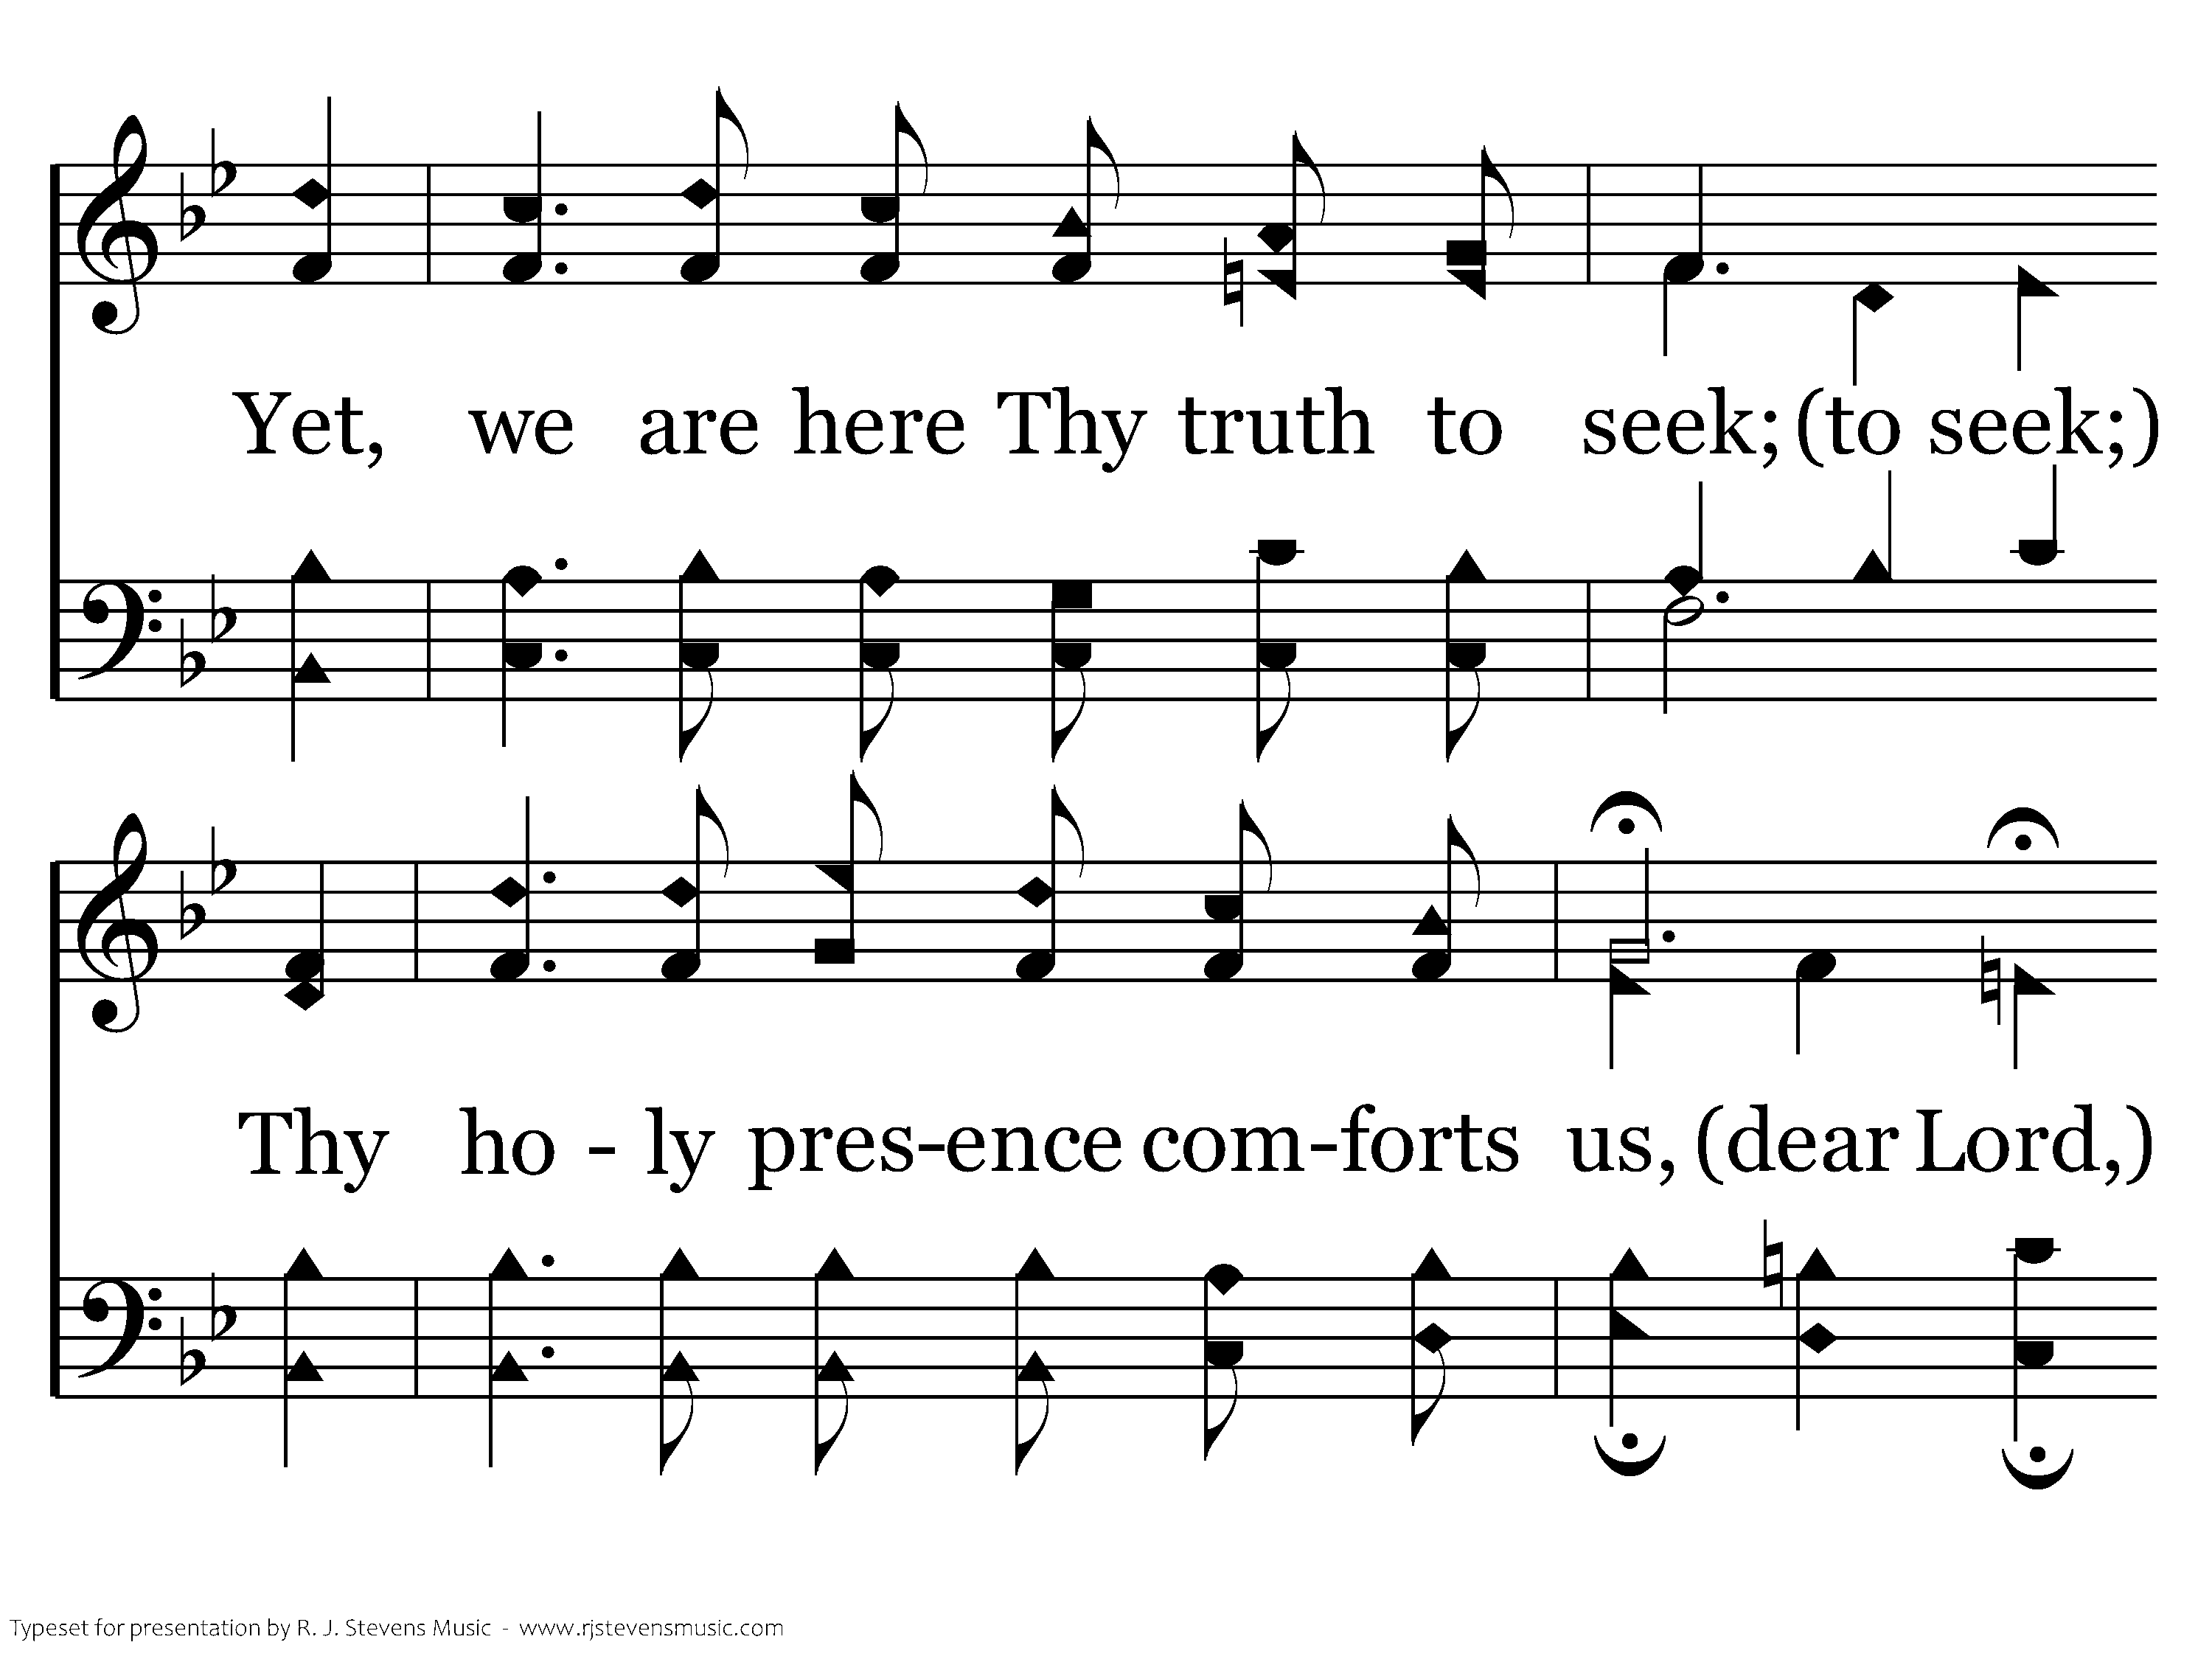 Yet, we are here Thy truth to seek; (to seek;)
Thy ho - ly pres-ence com-forts us, (dear Lord,)
Typeset for presentation by R. J. Stevens Music - www.rjstevensmusic.com